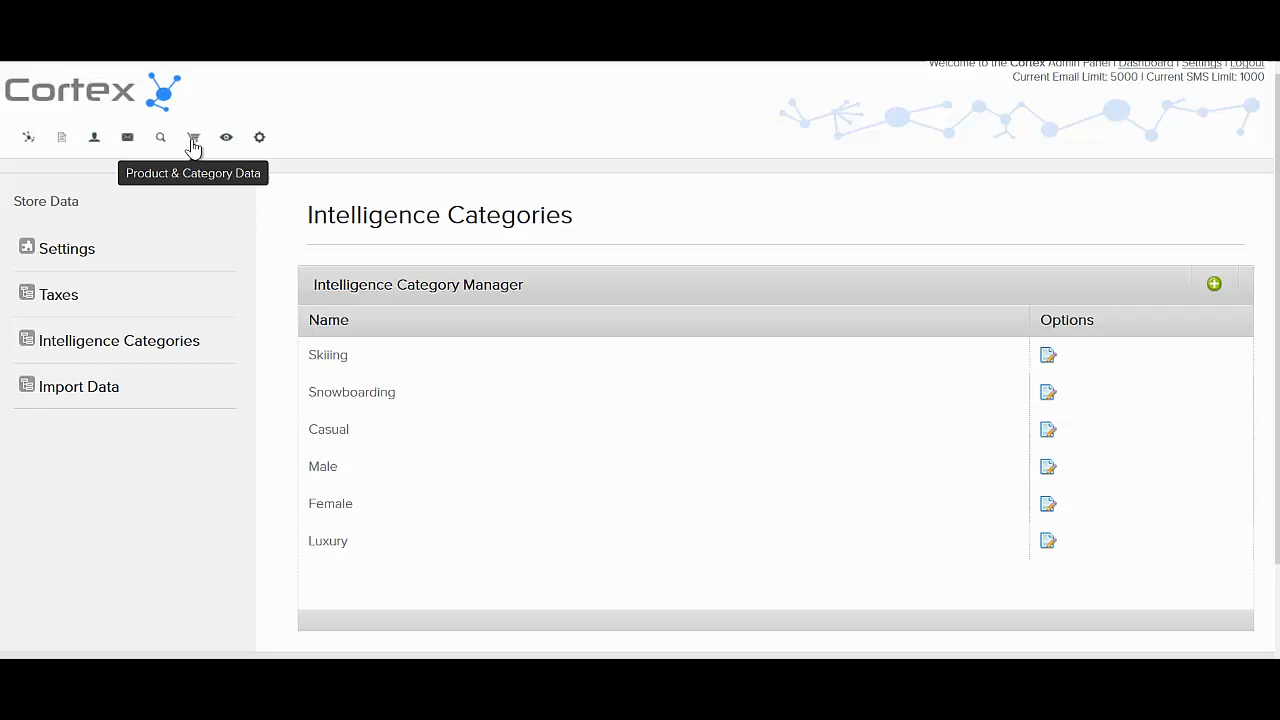 Welcome to the Cortex Admin Panel | Dashboard | Settings | Logout
Current Email Limit: 5000 | Current SMS Limit: 1000
Cortex
Product & Category Data
Store Data
Settings
Taxes
Intelligence Categories
Import Data
Intelligence Categories
Intelligence Category Manager
Name
Options
Skiiing
Snowboarding
Casual
Male
Female
Luxury